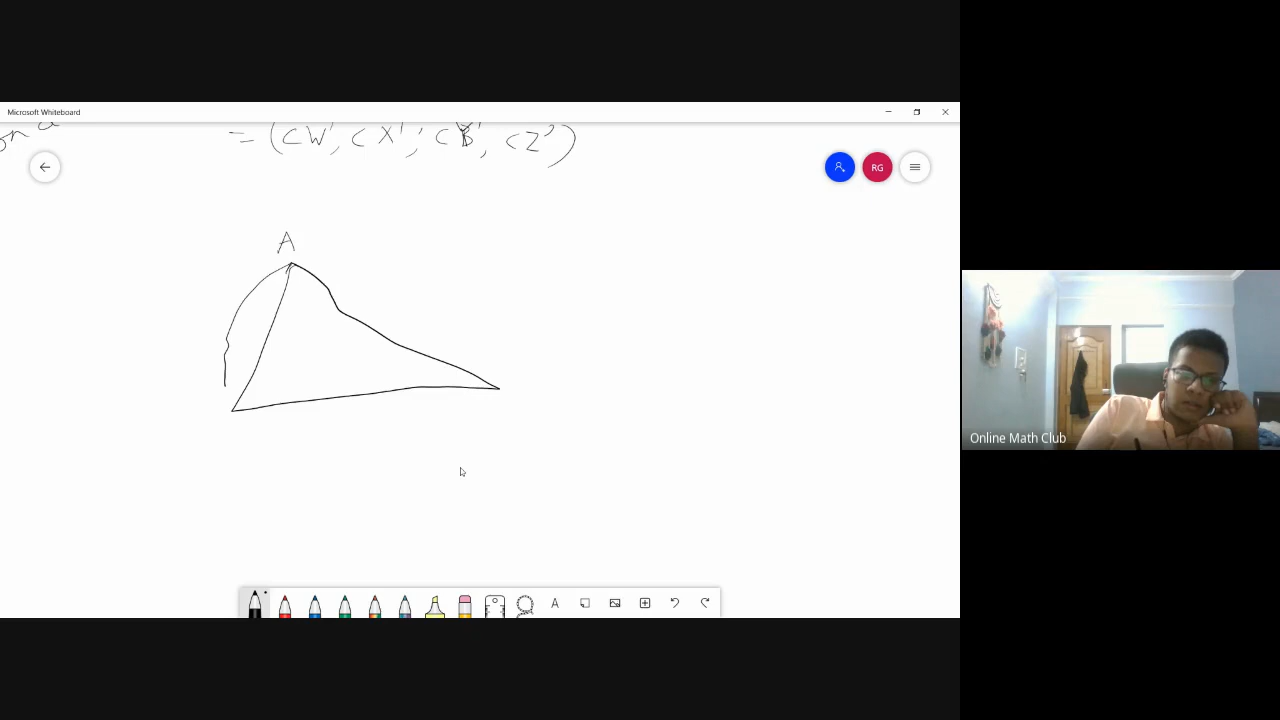 Microsoft Whiteboard
= (CW', CX'; CY', CZ')
RG
A
Online Math Club
A